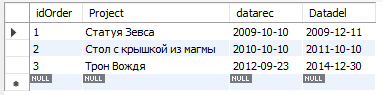 idOrder Project datarec Datadel
1 Статуя Зевса 2009-10-10 2009-12-11
2 Стол с крышкой из магмы 2010-10-10 2011-10-10
3 Трон Вождя 2012-09-23 2014-12-30
NULL NULL NULL NULL